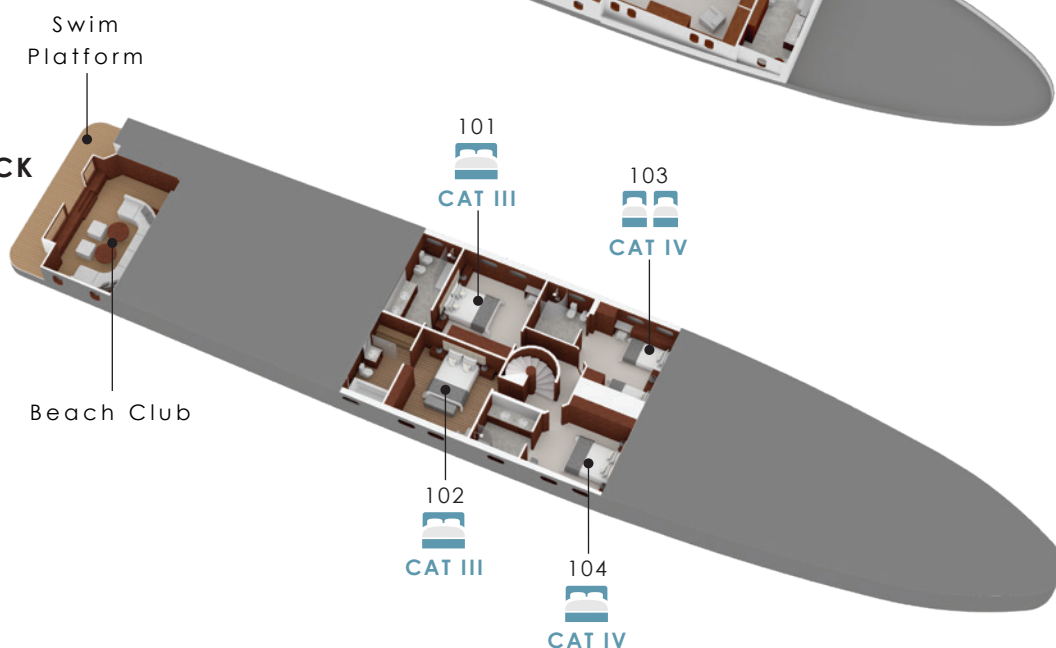 Swim
Platform
CK
101
CAT III
103
CAT IV
Beach Club
102
CAT III
104
CAT IV